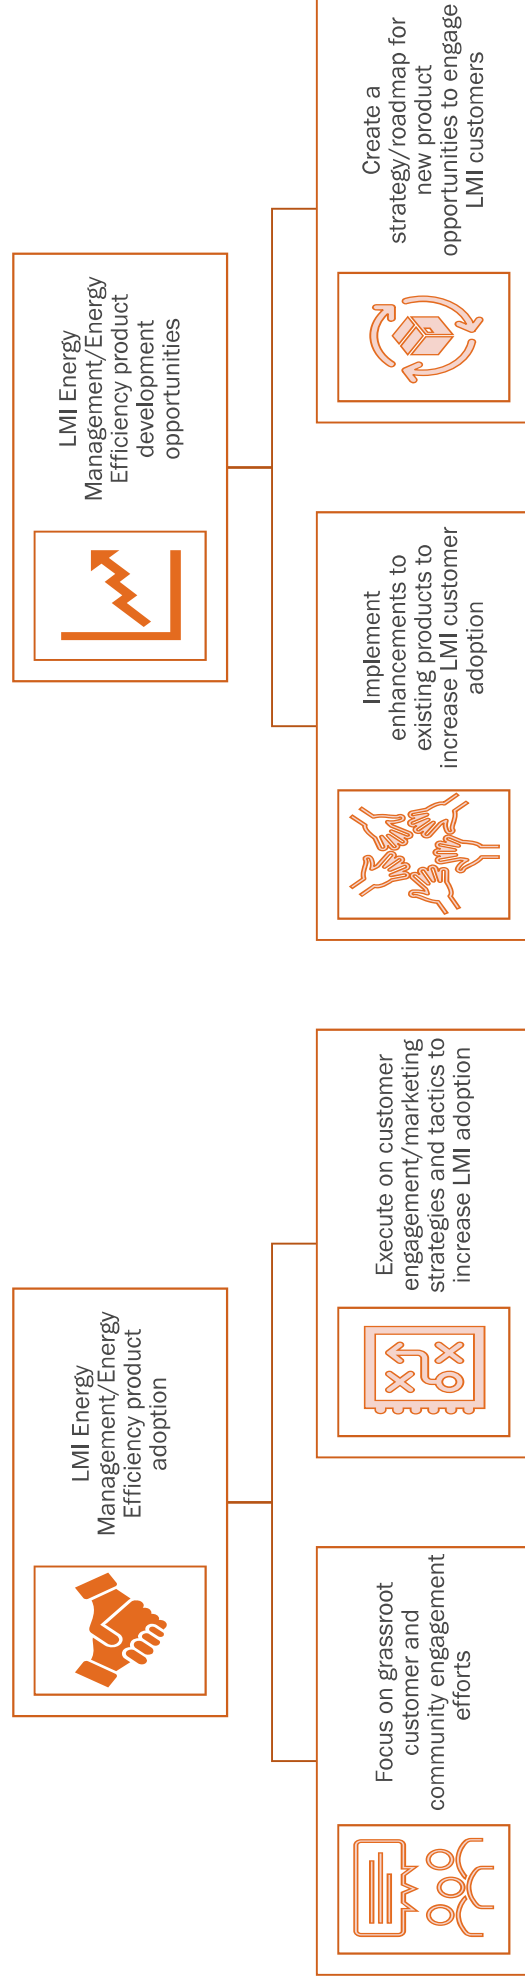 LMI Energy
Management/Energy
Efficiency product
adoption
Focus on grassroot
customer and
community engagement
efforts
Execute on customer
engagement/marketing
strategies and tactics to
increase LMI adoption
LMI Energy
Management/Energy
Efficiency product
development
opportunities
Implement
enhancements to
existing products to
increase LMI customer
adoption
Create a
strategy/roadmap for
new product
opportunities to engage
LMI customers